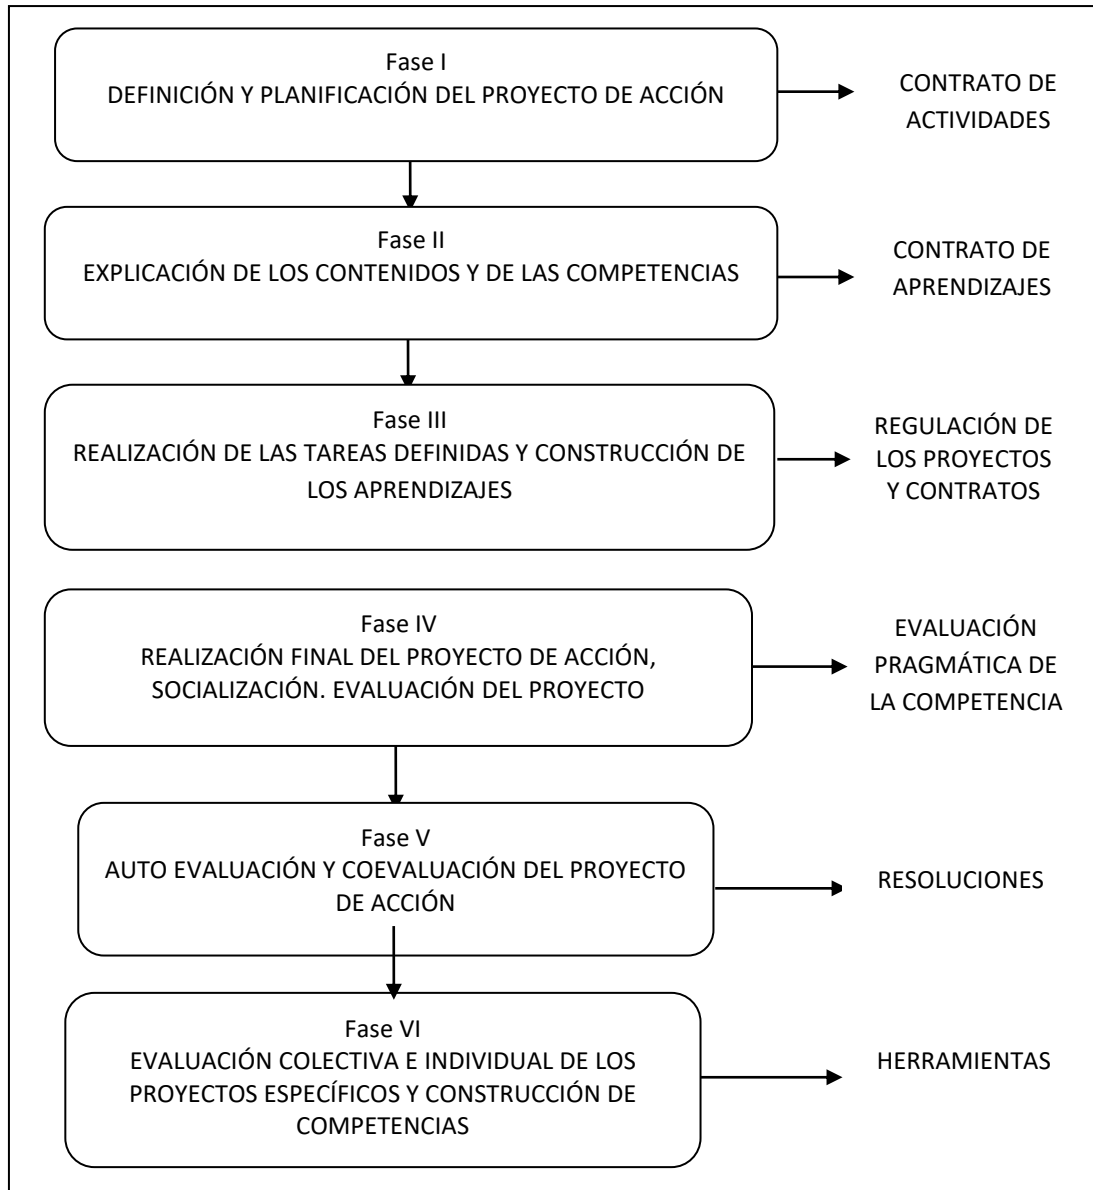 Fase I
DEFINICIÓN Y PLANIFICACIÓN DEL PROYECTO DE ACCIÓN
CONTRATO DE
ACTIVIDADES
Fase II
EXPLICACIÓN DE LOS CONTENIDOS Y DE LAS COMPETENCIAS
CONTRATO DE
APRENDIZAJES
Fase III
REALIZACIÓN DE LAS TAREAS DEFINIDAS Y CONSTRUCCIÓN DE
LOS APRENDIZAJES
REGULACIÓN DE
LOS PROYECTOS
Y CONTRATOS
Fase IV
REALIZACIÓN FINAL DEL PROYECTO DE ACCIÓN,
SOCIALIZACIÓN. EVALUACIÓN DEL PROYECTO
EVALUACIÓN
PRAGMÁTICA DE
LA COMPETENCIA
Fase V
AUTO EVALUACIÓN Y COEVALUACIÓN DEL PROYECTO
DE ACCIÓN
RESOLUCIONES
Fase VI
EVALUACIÓN COLECTIVA E INDIVIDUAL DE LOS
PROYECTOS ESPECÍFICOS Y CONSTRUCCIÓN DE
COMPETENCIAS
HERRAMIENTAS